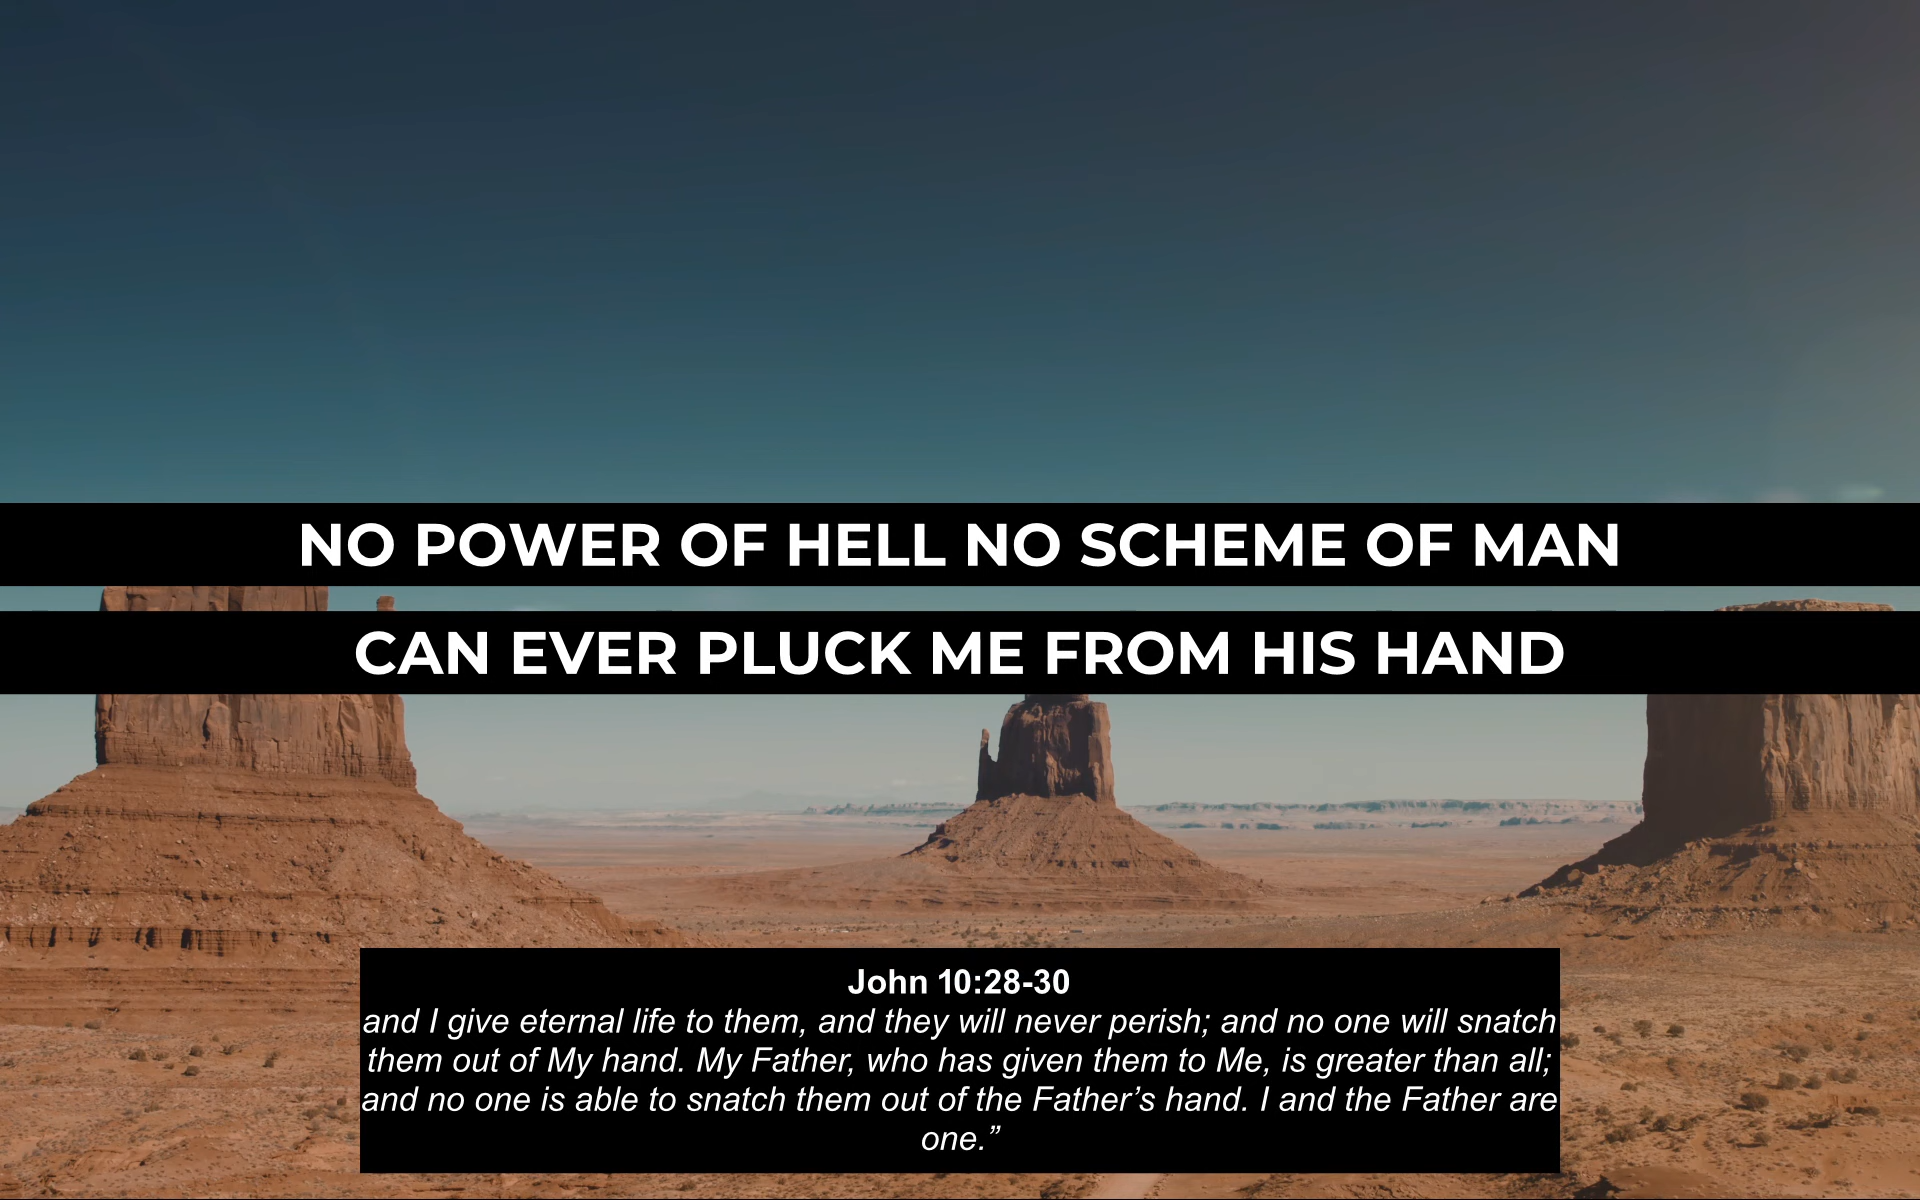 NO POWER OF HELL NO SCHEME OF MAN
CAN EVER PLUCK ME FROM HIS HAND
John 10:28-30
and I give eternal life to them, and they will never perish; and no one will snatch
them out of My hand. My Father, who has given them to Me, is greater than all;
and no one is able to snatch them out of the Father’s hand. I and the Father are
one.”